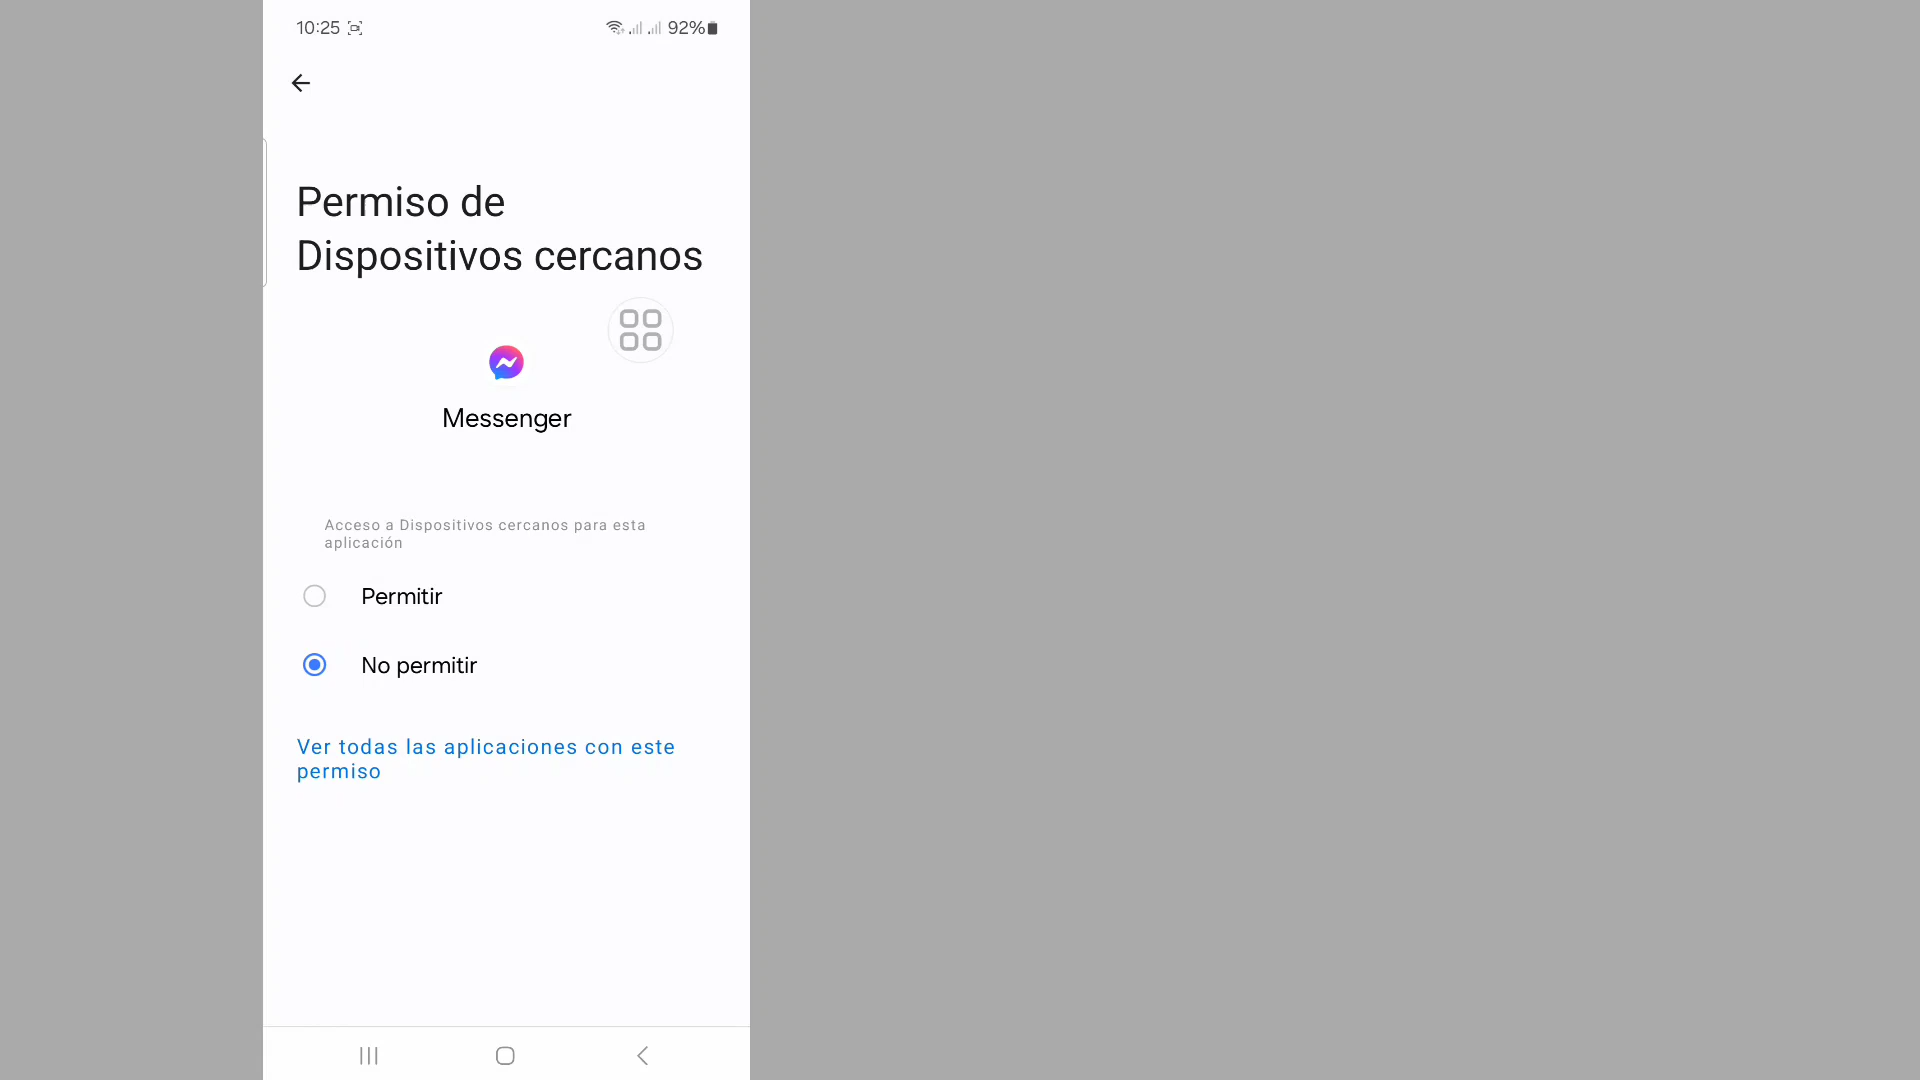 10:25
92%
Permiso de
Dispositivos cercanos
Messenger
Acceso a Dispositivos cercanos para esta
aplicación
Permitir
No permitir
Ver todas las aplicaciones con este
permiso